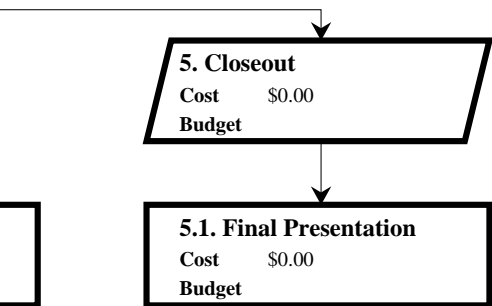 5. Closeout
Cost $0.00
Budget
5.1. Final Presentation
Cost $0.00
Budget